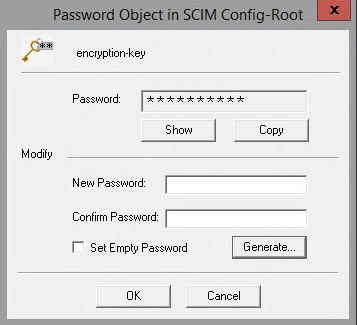 Password Object in SCIM Config-Root
x
**
encryption-key
Password: **********
Show Copy
Modify
New Password:
Confirm Password:
Set Empty Password Generate...
OK Cancel